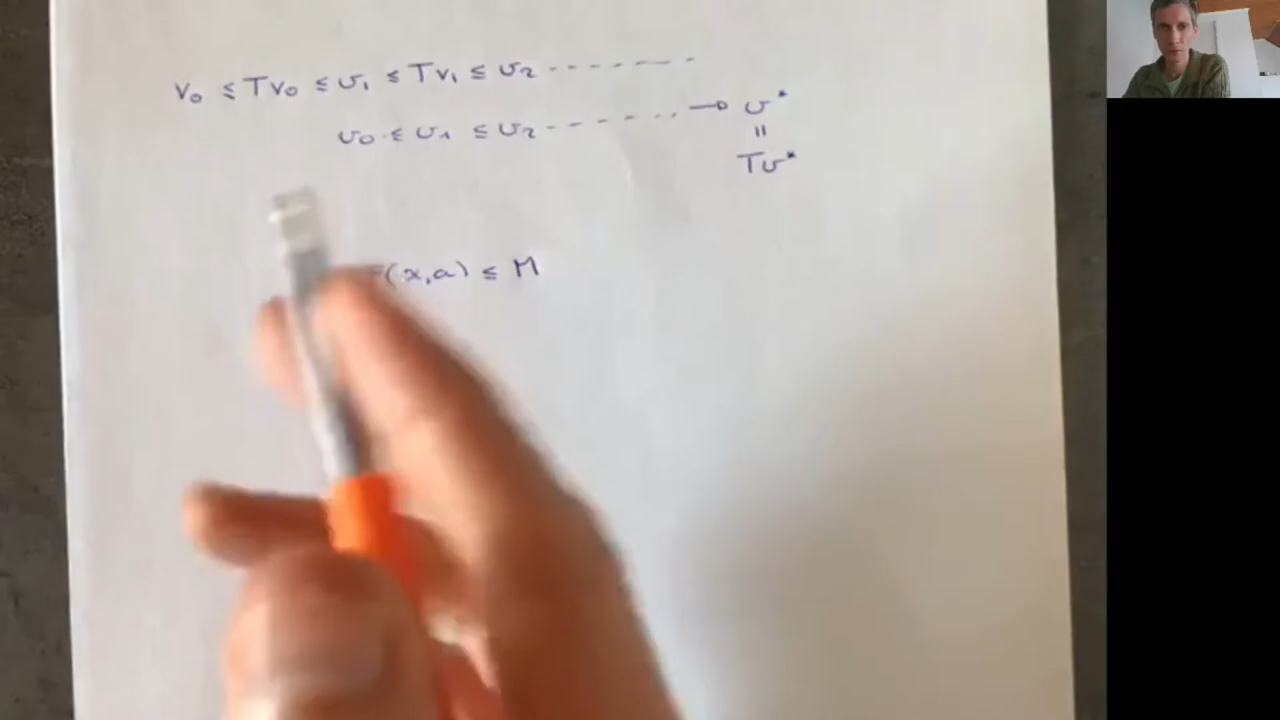 v₀ ≤ Tv₀ ≤ v₁ ≤ Tv₁ ≤ v₂ -------
v₀ ≤ v₁ ≤ v₂ ------- → v*
=
Tv*
(x,a) ≤ M